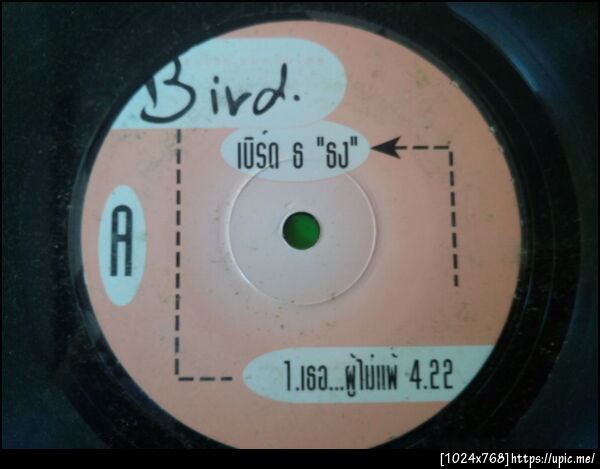 Bird.
เบิร์ด ธ "ธง"
A
1.เธอ...ผู้ไม่แพ้ 4.22
[1024x768]https://upic.me/